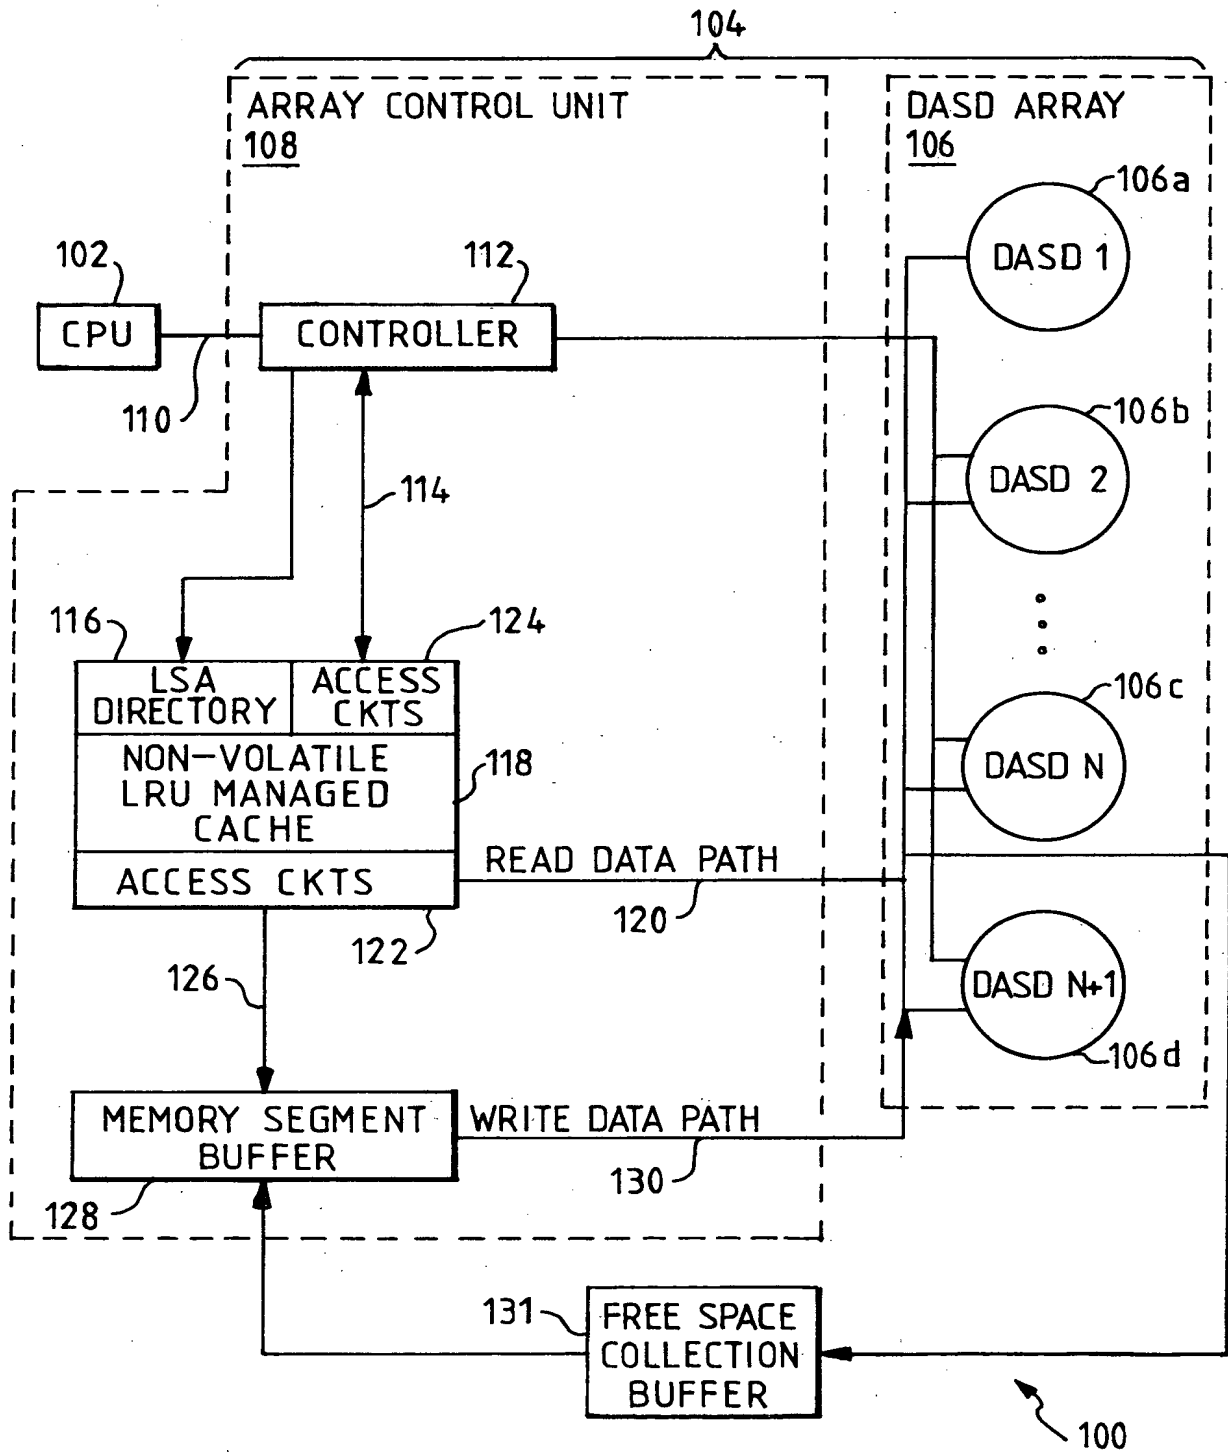 104
ARRAY CONTROL UNIT
108
DASD ARRAY
106
106a
DASD 1
102
CPU
110
112
CONTROLLER
114
106b
DASD 2
116
124
LSA
DIRECTORY
ACCESS
CKTS
NON-VOLATILE
LRU MANAGED
CACHE
118
ACCESS CKTS
122
READ DATA PATH
120
106c
DASD N
126
DASD N+1
106d
MEMORY SEGMENT
BUFFER
128
WRITE DATA PATH
130
131
FREE SPACE
COLLECTION
BUFFER
100